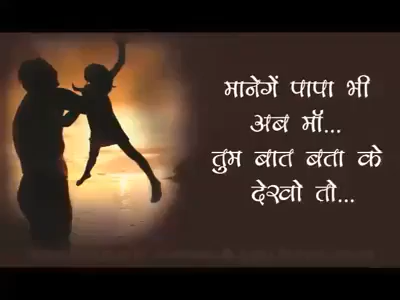 मानेगें पापा भी
अब माँ...
तुम बात बता के
देखो तो...